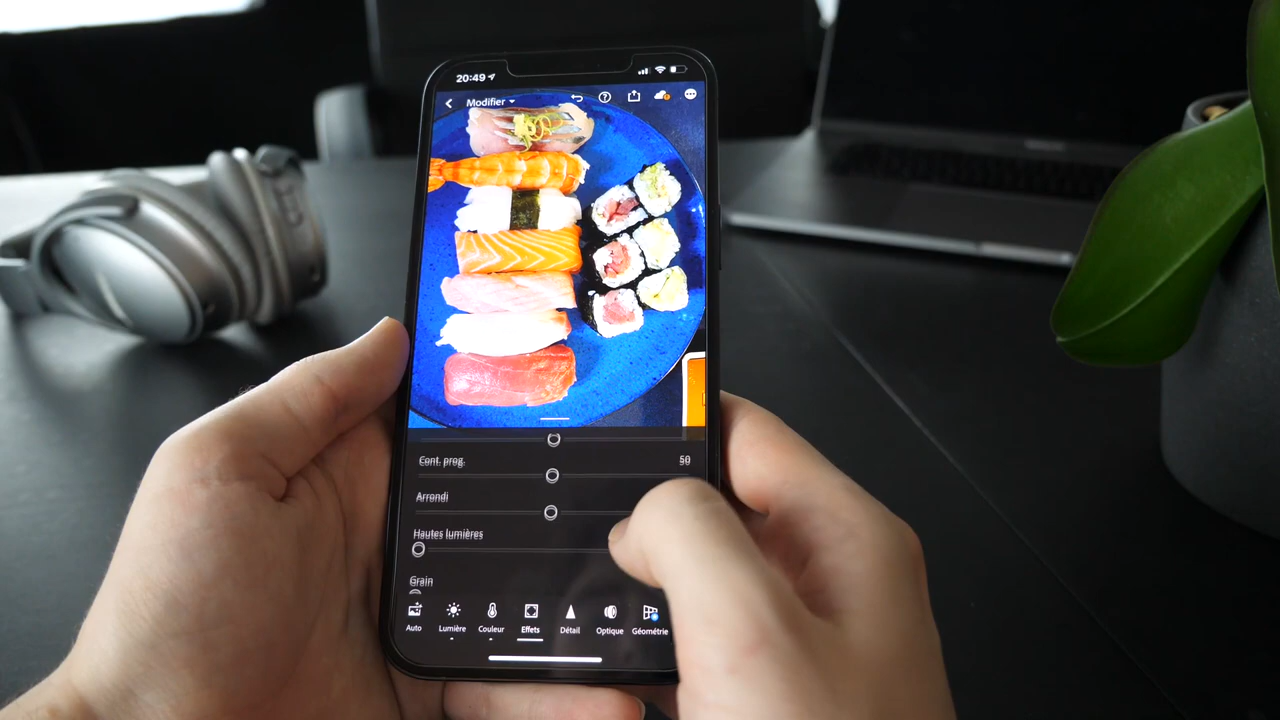 20:49
Modifier
Cont. prog. 50
Arrondi
Hautes lumières
Grain
Auto Lumière Couleur Effets Détail Optique Géométrie